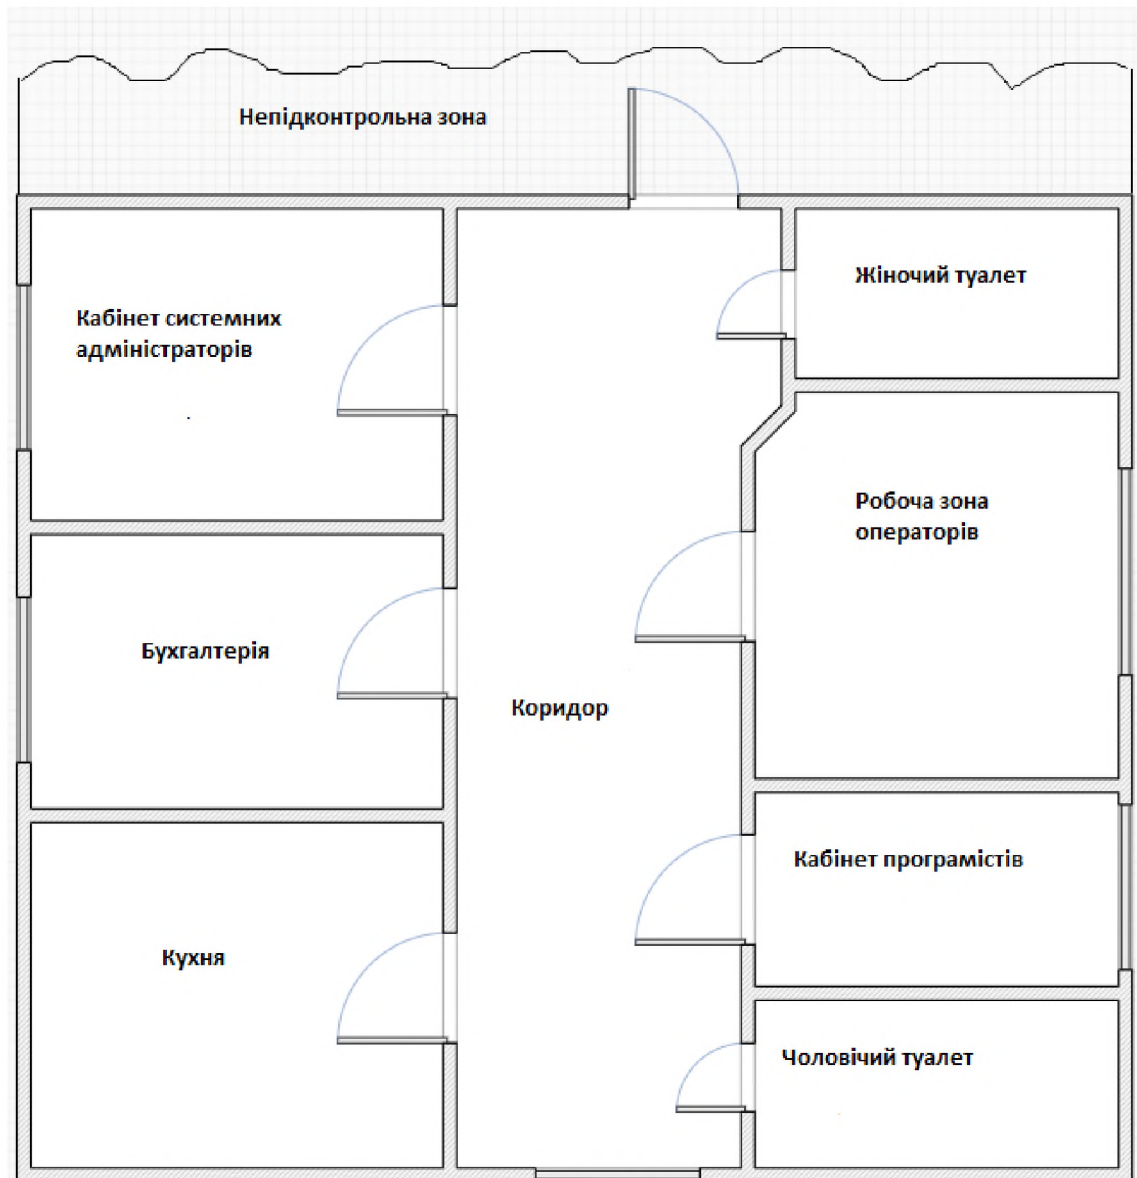 Непідконтрольна зона
Жіночий туалет
Кабінет системних
адміністраторів
Робоча зона
операторів
Бухгалтерія
Коридор
Кабінет програмістів
Кухня
Чоловічий туалет